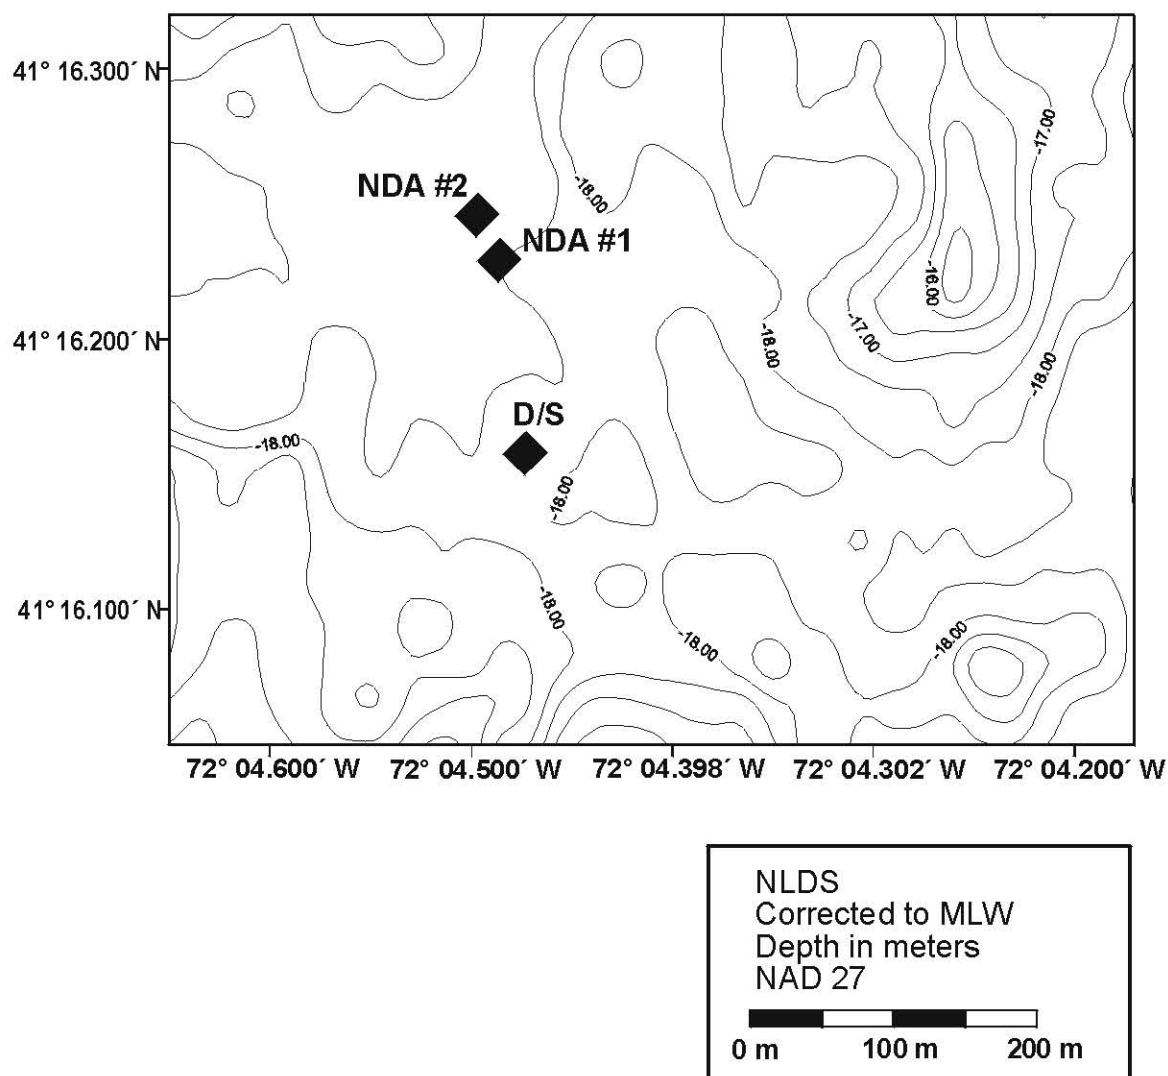 41° 16.300´ N
-17.00
NDA #2
-18.00
NDA #1
-16.00
-17.00
41° 16.200´ N
-18.00
-18.00
D/S
-18.00
-18.00
41° 16.100´ N
-18.00
-18.00
-18.00
72° 04.600´ W
72° 04.500´ W
72° 04.398´ W
72° 04.302´ W
72° 04.200´ W
NLDS
Corrected to MLW
Depth in meters
NAD 27
0 m
100 m
200 m